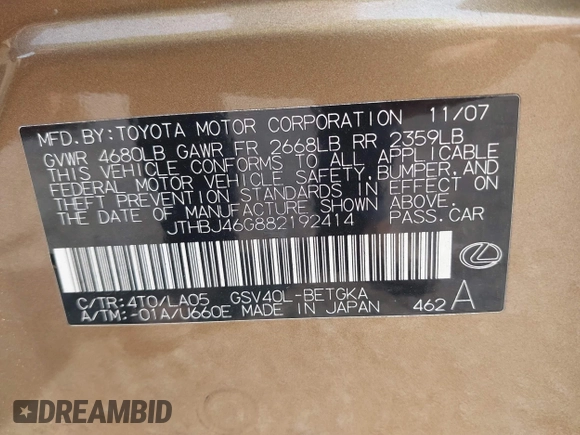 MFD.BY:TOYOTA MOTOR CORPORATION 11/07
GVWR 4680LB GAWR FR 2668LB RR 2359LB
THIS VEHICLE CONFORMS TO ALL APPLICABLE
FEDERAL MOTOR VEHICLE SAFETY,BUMPER,AND
THEFT PREVENTION STANDARDS IN EFFECT ON
THE DATE OF MANUFACTURE SHOWN ABOVE.
JTHBJ46G882192414 PASS.CAR
C/TR:4T0/LA05 GSV40L-BETGKA
A/TM:-01A/U660E MADE IN JAPAN 462 A
DREAMBID